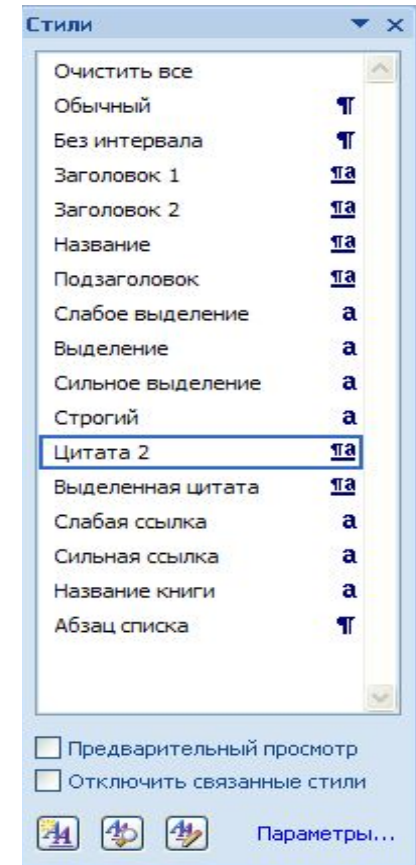 Стили
Очистить все
Обычный ¶
Без интервала ¶
Заголовок 1 ¶a
Заголовок 2 ¶a
Название ¶a
Подзаголовок ¶a
Слабое выделение a
Выделение a
Сильное выделение a
Строгий a
Цитата 2 ¶a
Выделенная цитата ¶a
Слабая ссылка a
Сильная ссылка a
Название книги a
Абзац списка ¶
Предварительный просмотр
Отключить связанные стили
Параметры...